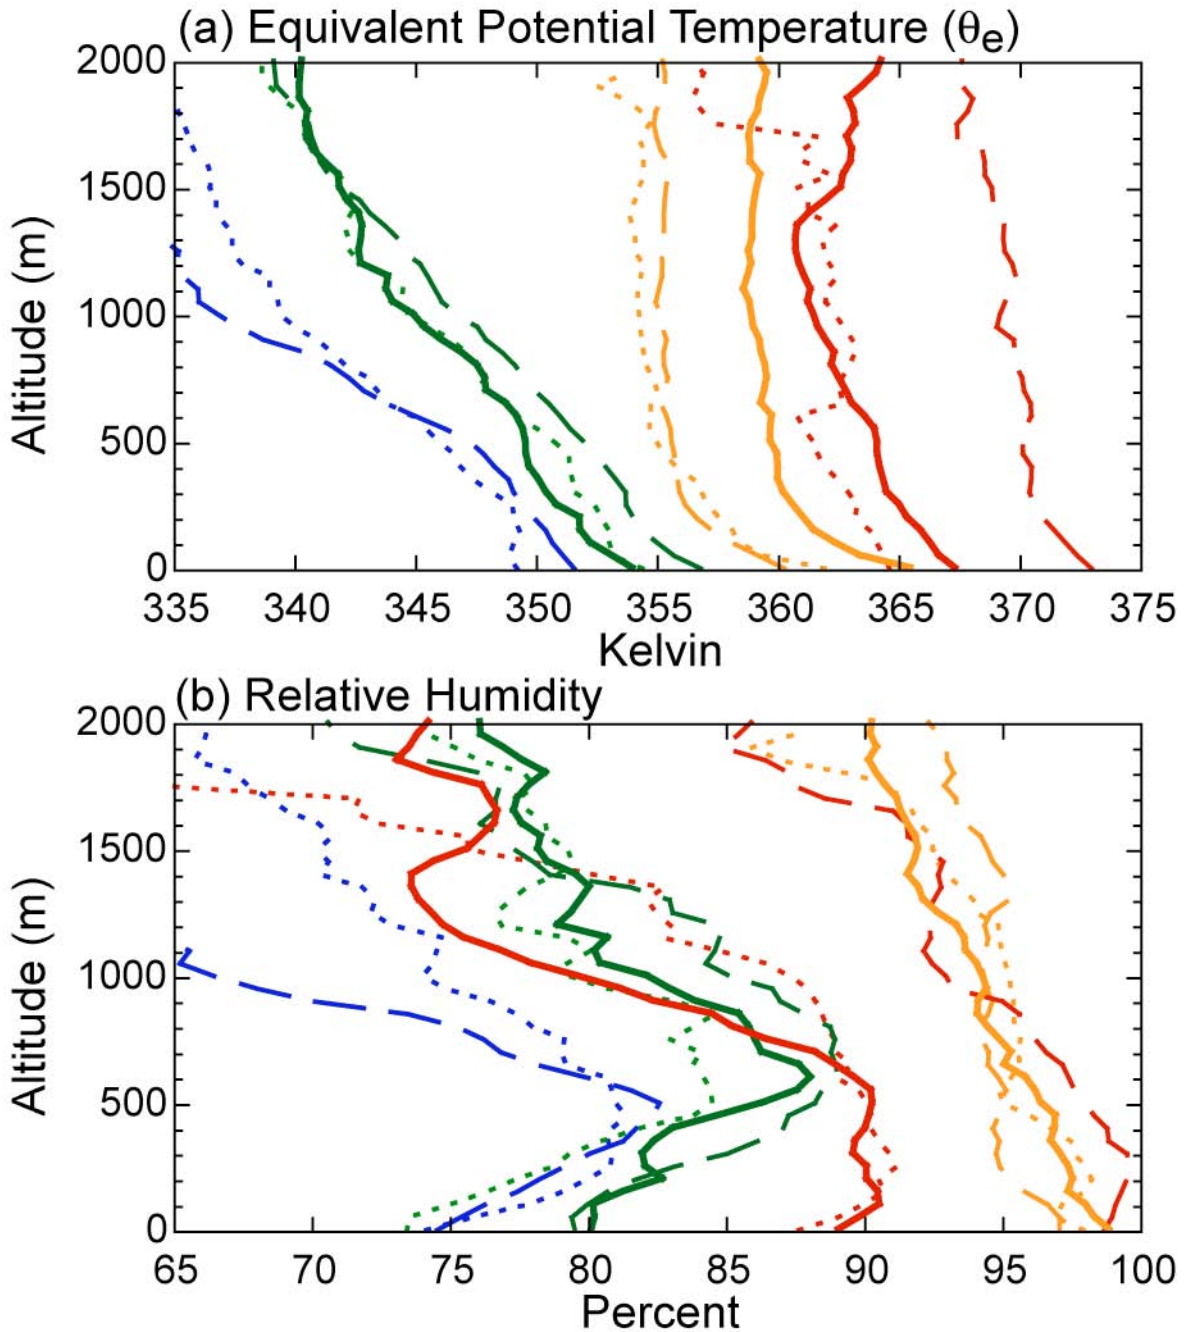 (a) Equivalent Potential Temperature (θe)
2000
1500
1000
500
0
Altitude (m)
335 340 345 350 355 360 365 370 375
Kelvin
(b) Relative Humidity
2000
1500
1000
500
0
Altitude (m)
65 70 75 80 85 90 95 100
Percent